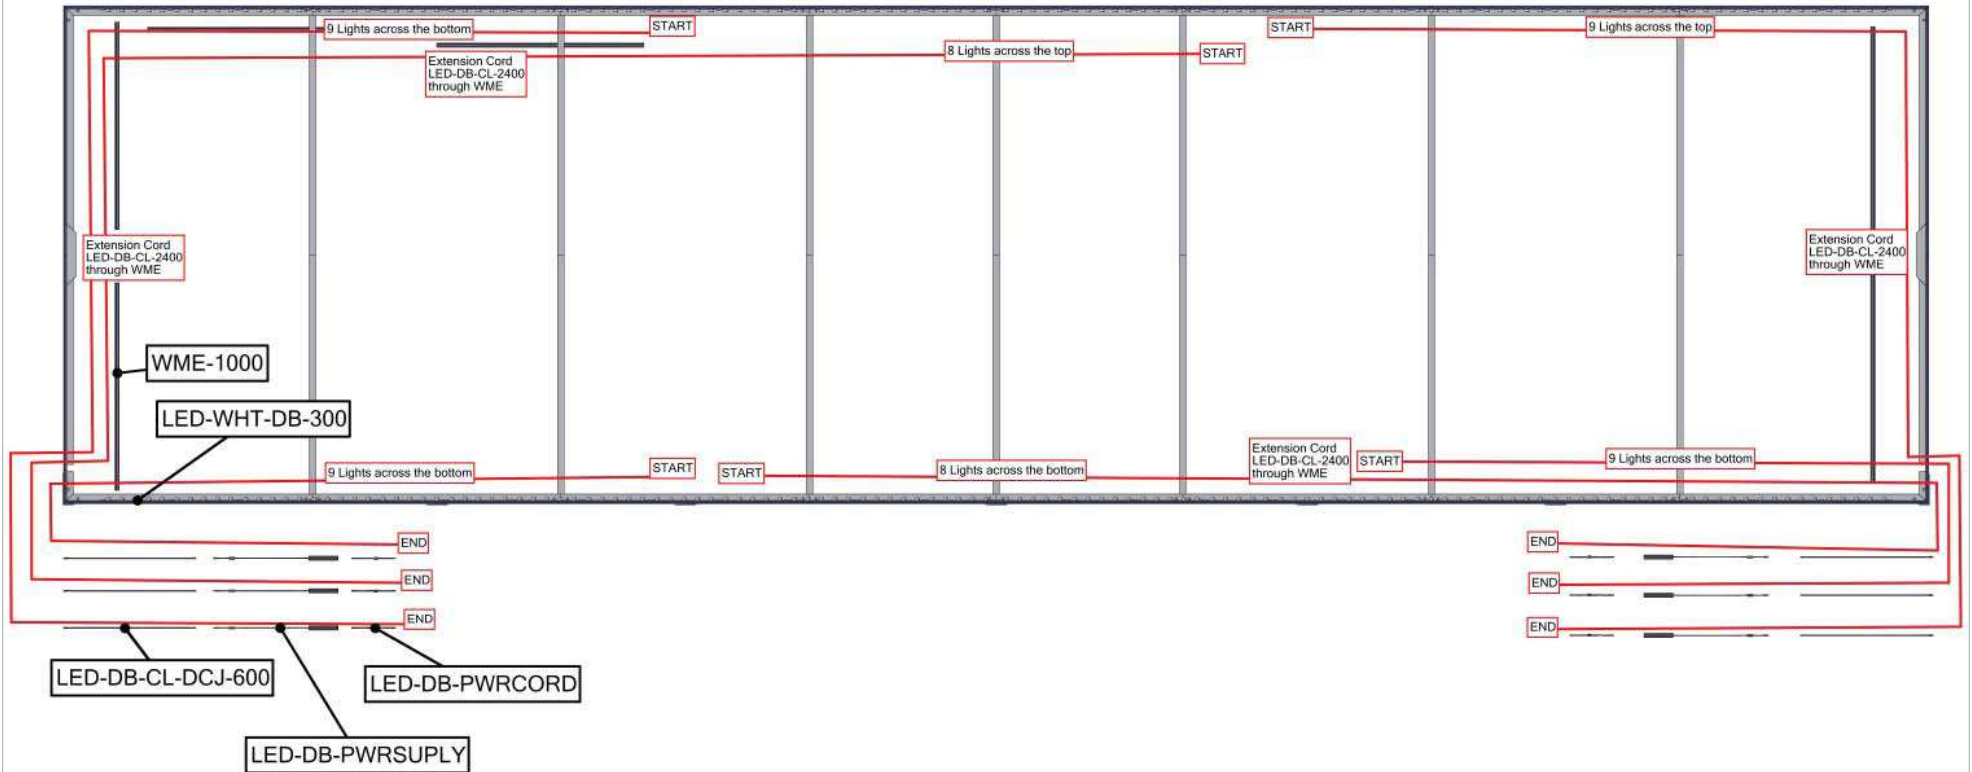 9 Lights across the bottom
START
START
9 Lights across the top
Extension Cord
LED-DB-CL-2400
through WME
8 Lights across the top
START
Extension Cord
LED-DB-CL-2400
through WME
Extension Cord
LED-DB-CL-2400
through WME
WME-1000
LED-WHT-DB-300
9 Lights across the bottom
START
START
8 Lights across the bottom
Extension Cord
LED-DB-CL-2400
through WME
START
9 Lights across the bottom
END
END
END
END
END
END
LED-DB-CL-DCJ-600
LED-DB-PWRCORD
LED-DB-PWRSUPLY